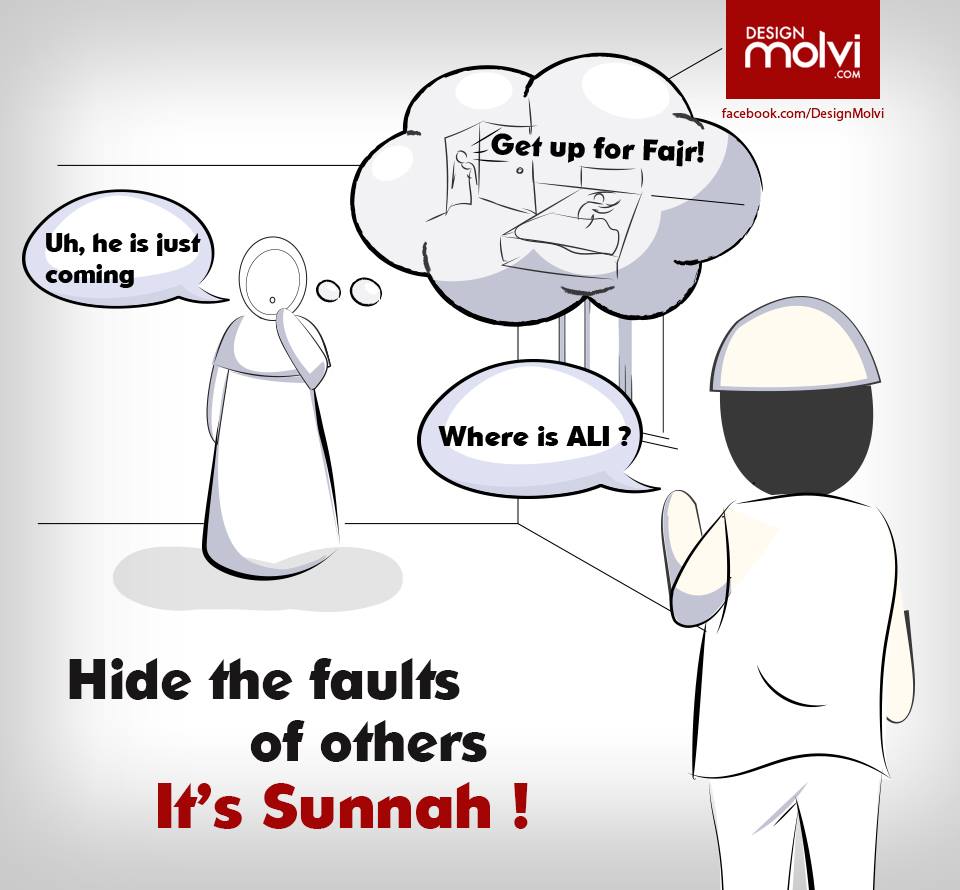 DESIGN
molvi
.COM
facebook.com/DesignMolvi
Get up for Fajr!
Uh, he is just
coming
Where is ALI ?
Hide the faults
of others
It's Sunnah !